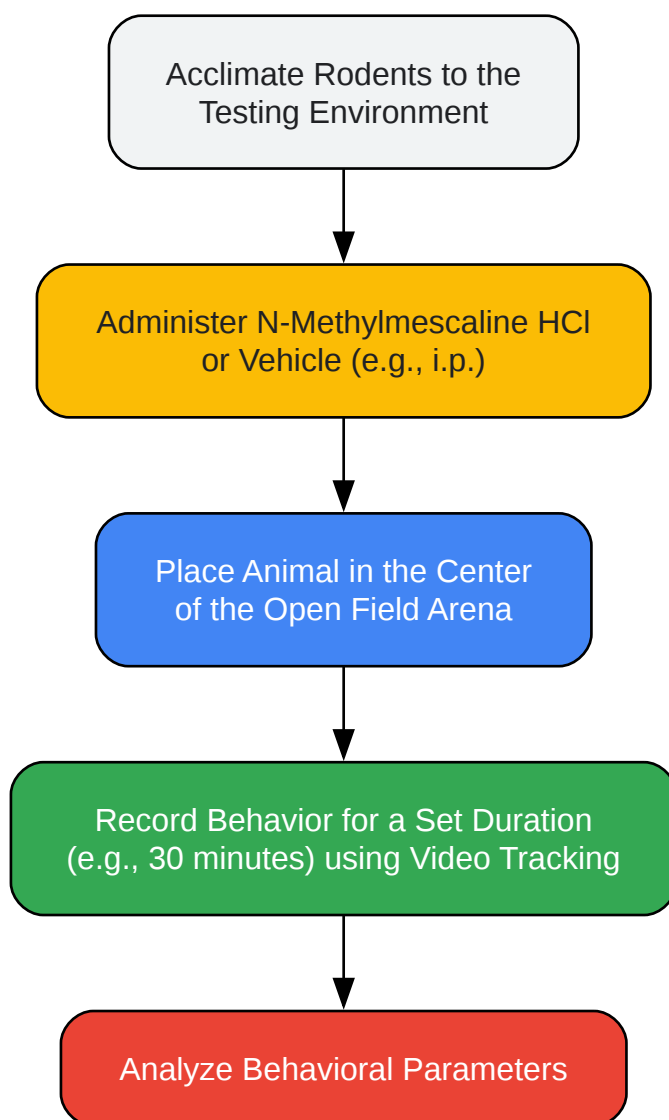 Acclimate Rodents to the
Testing Environment
Administer N-Methylmescaline HCl
or Vehicle (e.g., i.p.)
Place Animal in the Center
of the Open Field Arena
Record Behavior for a Set Duration
(e.g., 30 minutes) using Video Tracking
Analyze Behavioral Parameters